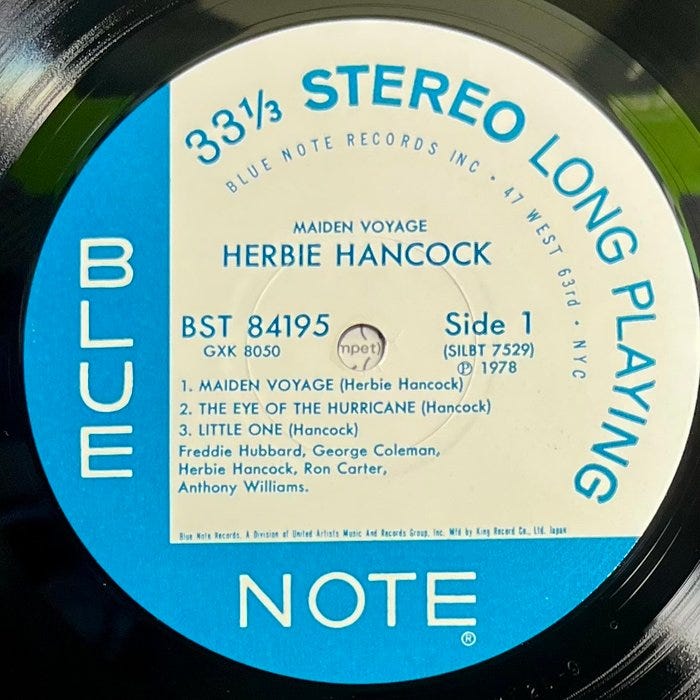 33⅓ STEREO LONG PLAYING
BLUE NOTE RECORDS INC • 47 WEST 63rd • NYC
MAIDEN VOYAGE
HERBIE HANCOCK
BST 84195
GXK 8050
Side 1
(SILBT 7529)
℗ 1978
mpet)
1. MAIDEN VOYAGE (Herbie Hancock)
2. THE EYE OF THE HURRICANE (Hancock)
3. LITTLE ONE (Hancock)
Freddie Hubbard, George Coleman,
Herbie Hancock, Ron Carter,
Anthony Williams.
Blue Note Records, A Division of United Artists Music And Records Group, Inc. Mfd by King Record Co., Ltd. Japan
BLUE
NOTE
®